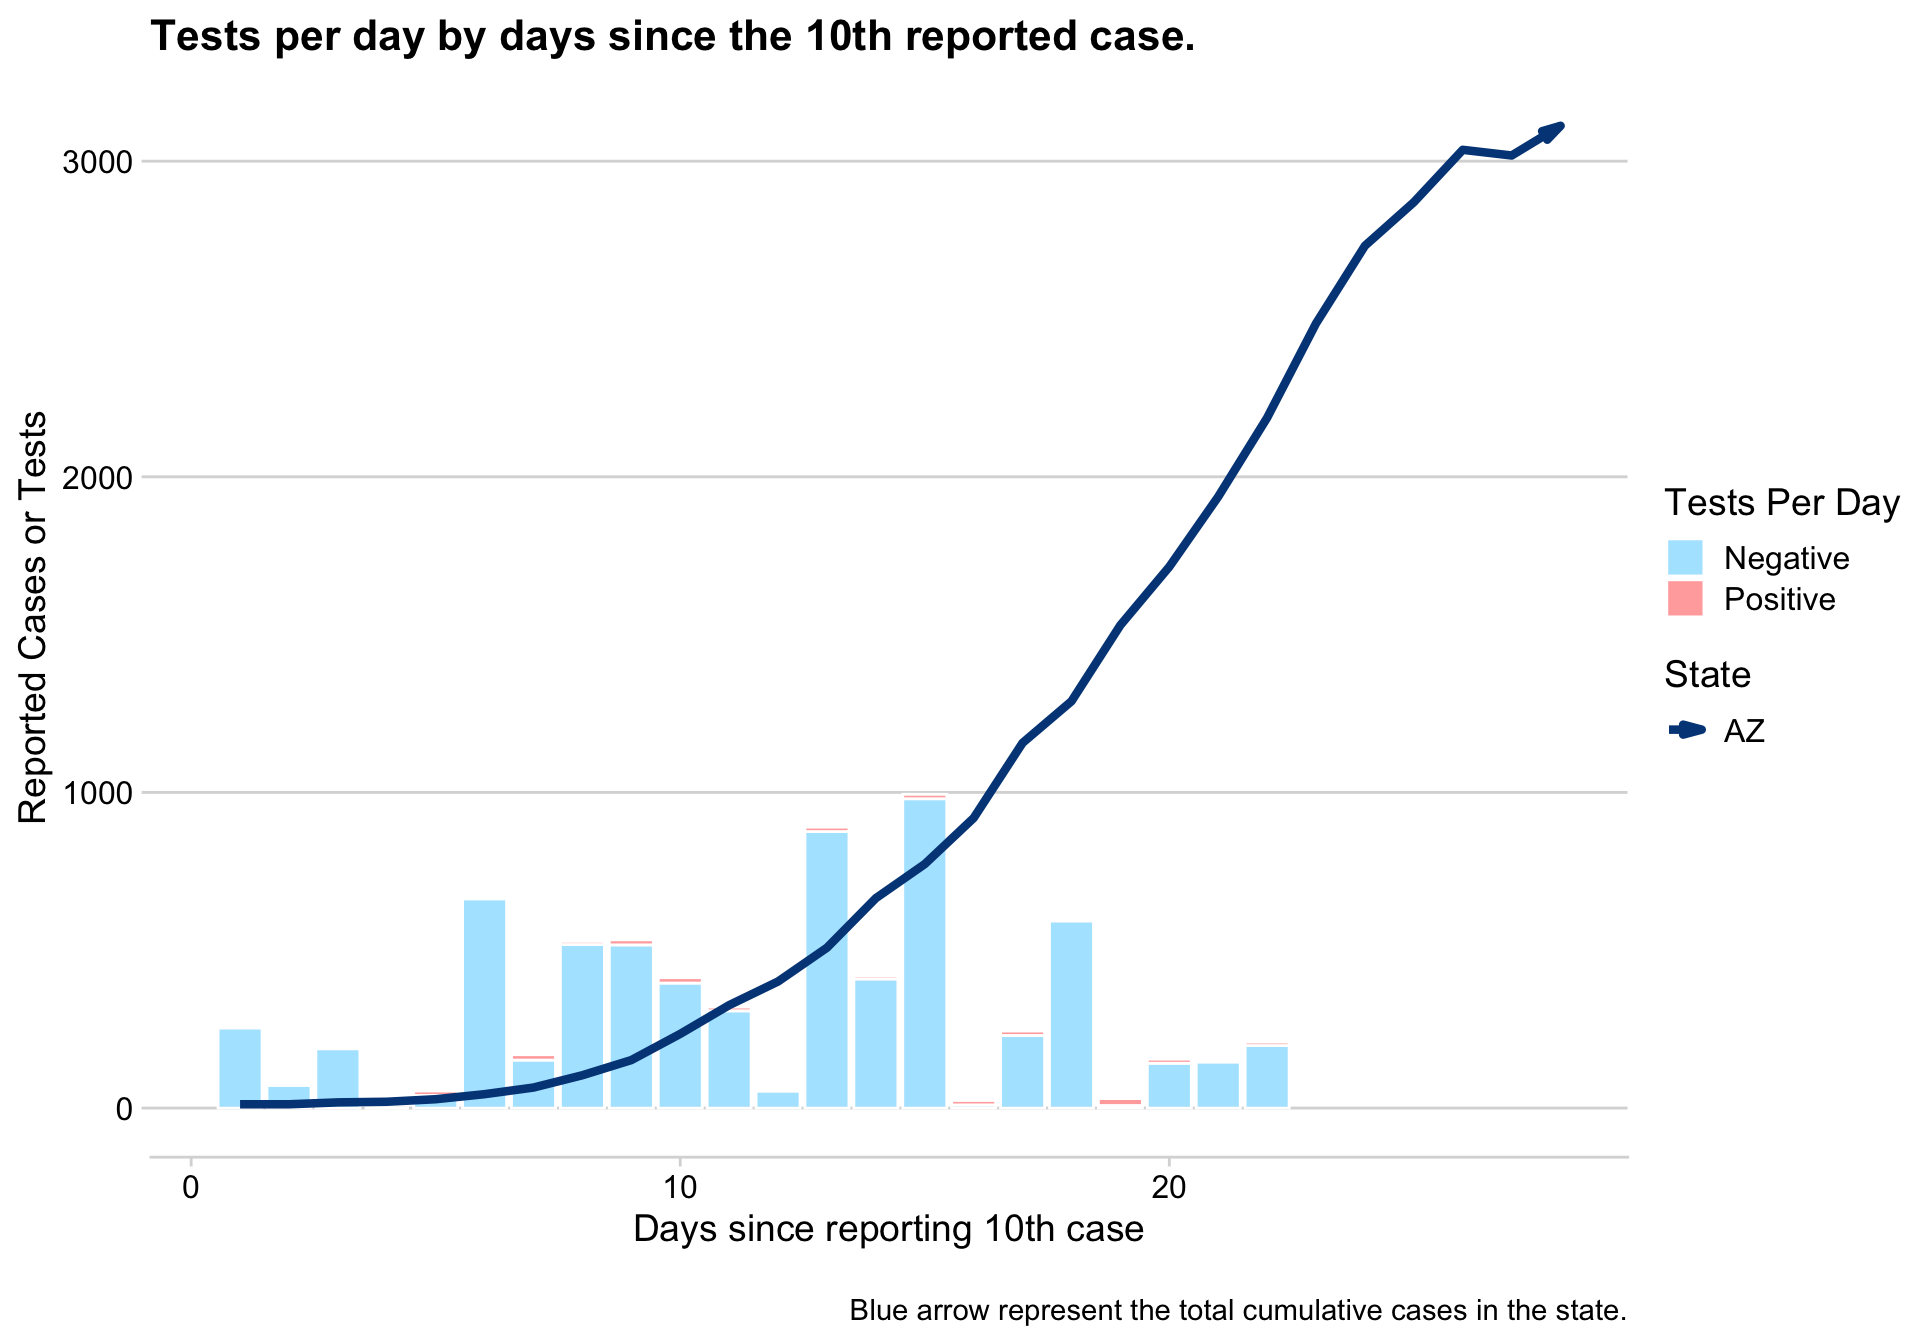 Tests per day by days since the 10th reported case.
3000
2000
1000
0
Reported Cases or Tests
0 10 20
Days since reporting 10th case
Tests Per Day
Negative
Positive
State
AZ
Blue arrow represent the total cumulative cases in the state.